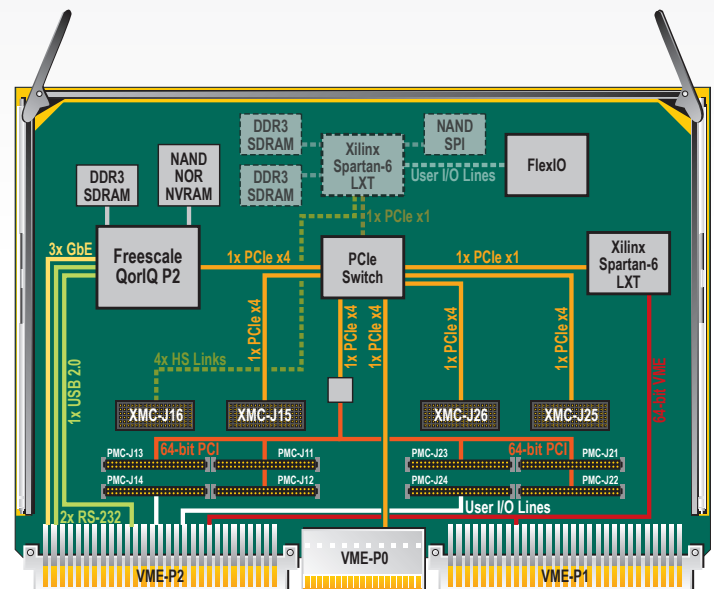 DDR3
SDRAM
NAND
SPI
Xilinx
Spartan-6
LXT
DDR3
SDRAM
User I/O Lines
FlexIO
NAND
NOR
NVRAM
DDR3
SDRAM
1x PCIe x1
3x GbE
Freescale
QorIQ P2
1x PCIe x4
PCIe
Switch
1x PCIe x1
Xilinx
Spartan-6
LXT
1x PCIe x4
1x PCIe x4
1x PCIe x4
1x PCIe x4
1x PCIe x4
4x HS Links
1x USB 2.0
64-bit VME
XMC-J16
XMC-J15
XMC-J26
XMC-J25
PMC-J13
64-bit PCI
PMC-J11
PMC-J23
64-bit PCI
PMC-J21
PMC-J14
PMC-J12
PMC-J24
PMC-J22
2x RS-232
User I/O Lines
VME-P2
VME-P0
VME-P1